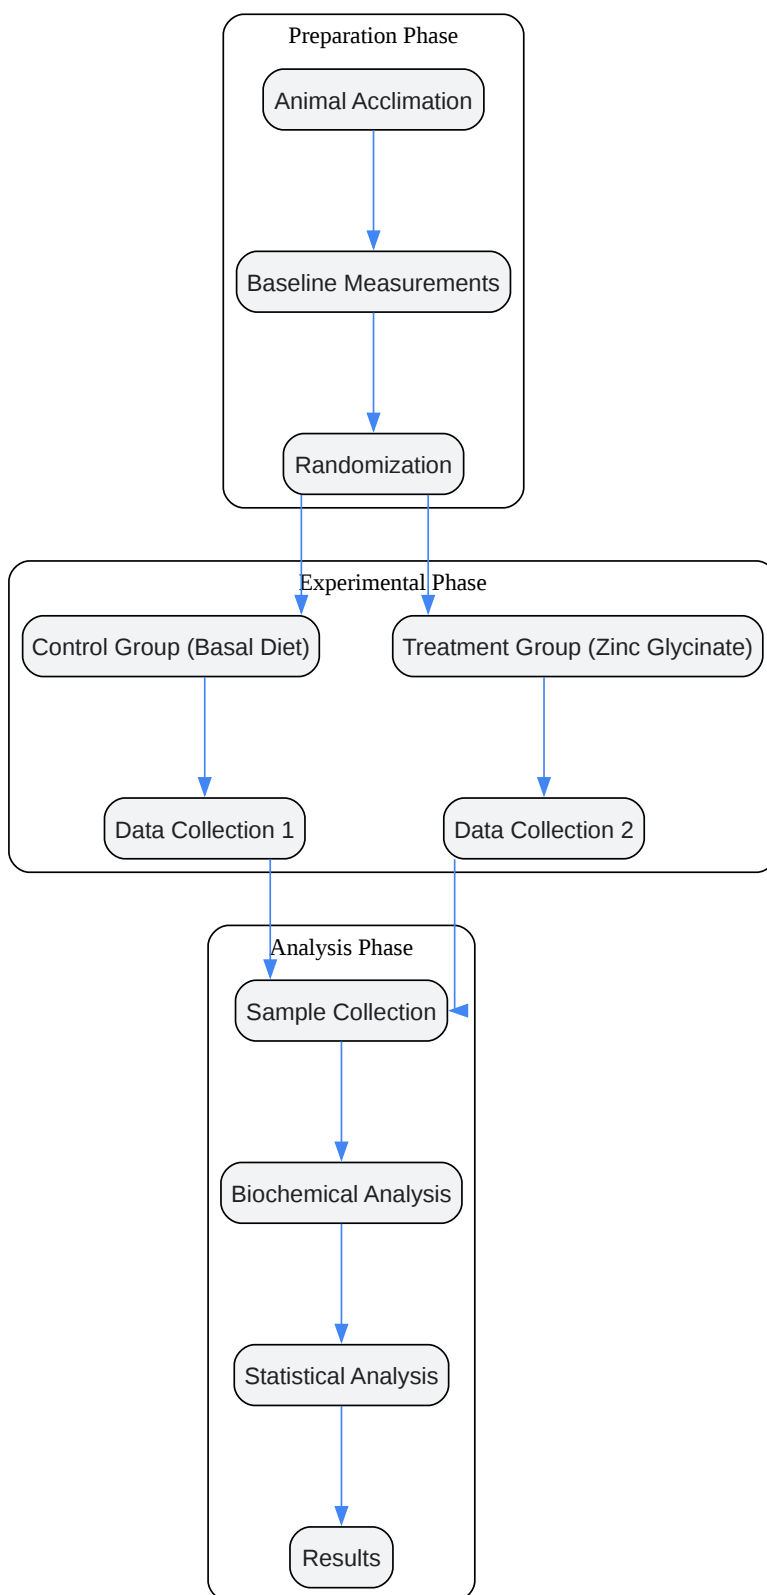 Preparation Phase
Animal Acclimation
Baseline Measurements
Randomization
Experimental Phase
Control Group (Basal Diet)
Treatment Group (Zinc Glycinate)
Data Collection 1
Data Collection 2
Analysis Phase
Sample Collection
Biochemical Analysis
Statistical Analysis
Results